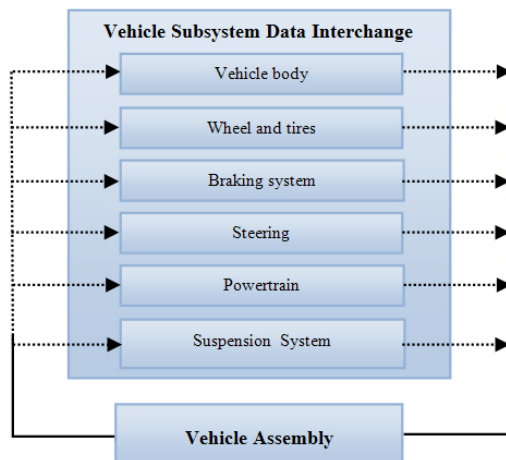 Vehicle Subsystem Data Interchange
Vehicle body
Wheel and tires
Braking system
Steering
Powertrain
Suspension System
Vehicle Assembly